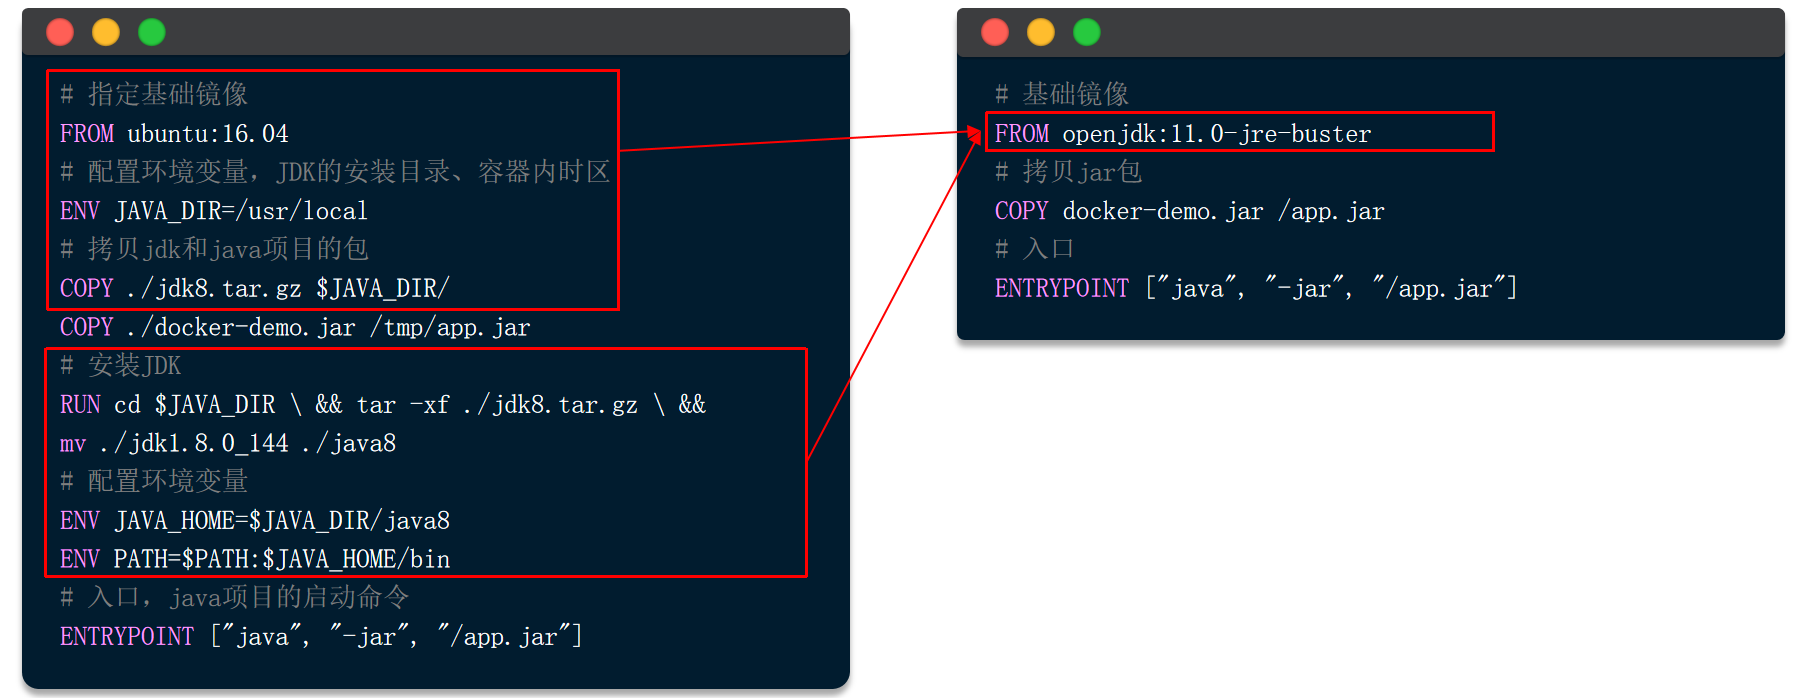 # 指定基础镜像
FROM ubuntu:16.04
# 配置环境变量，JDK的安装目录、容器内时区
ENV JAVA_DIR=/usr/local
# 拷贝jdk和java项目的包
COPY ./jdk8.tar.gz $JAVA_DIR/
COPY ./docker-demo.jar /tmp/app.jar
# 安装JDK
RUN cd $JAVA_DIR \ && tar -xf ./jdk8.tar.gz \ &&
mv ./jdk1.8.0_144 ./java8
# 配置环境变量
ENV JAVA_HOME=$JAVA_DIR/java8
ENV PATH=$PATH:$JAVA_HOME/bin
# 入口，java项目的启动命令
ENTRYPOINT ["java", "-jar", "/app.jar"]
# 基础镜像
FROM openjdk:11.0-jre-buster
# 拷贝jar包
COPY docker-demo.jar /app.jar
# 入口
ENTRYPOINT ["java", "-jar", "/app.jar"]